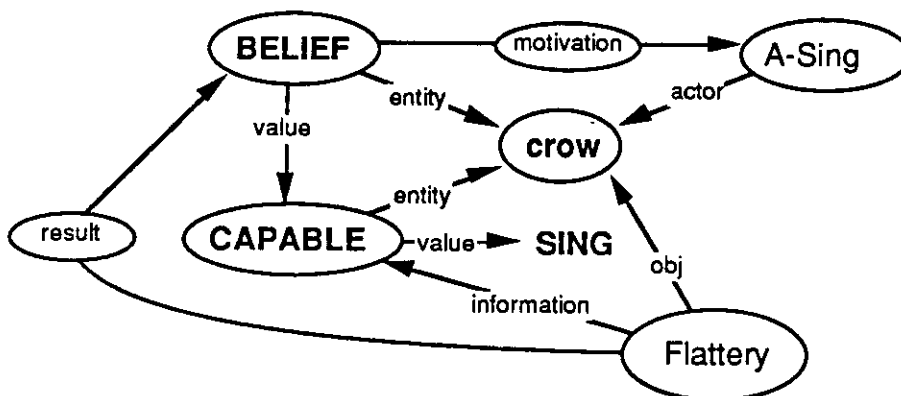 BELIEF
motivation
A-Sing
entity
actor
value
crow
entity
result
CAPABLE
value
SING
obj
information
Flattery